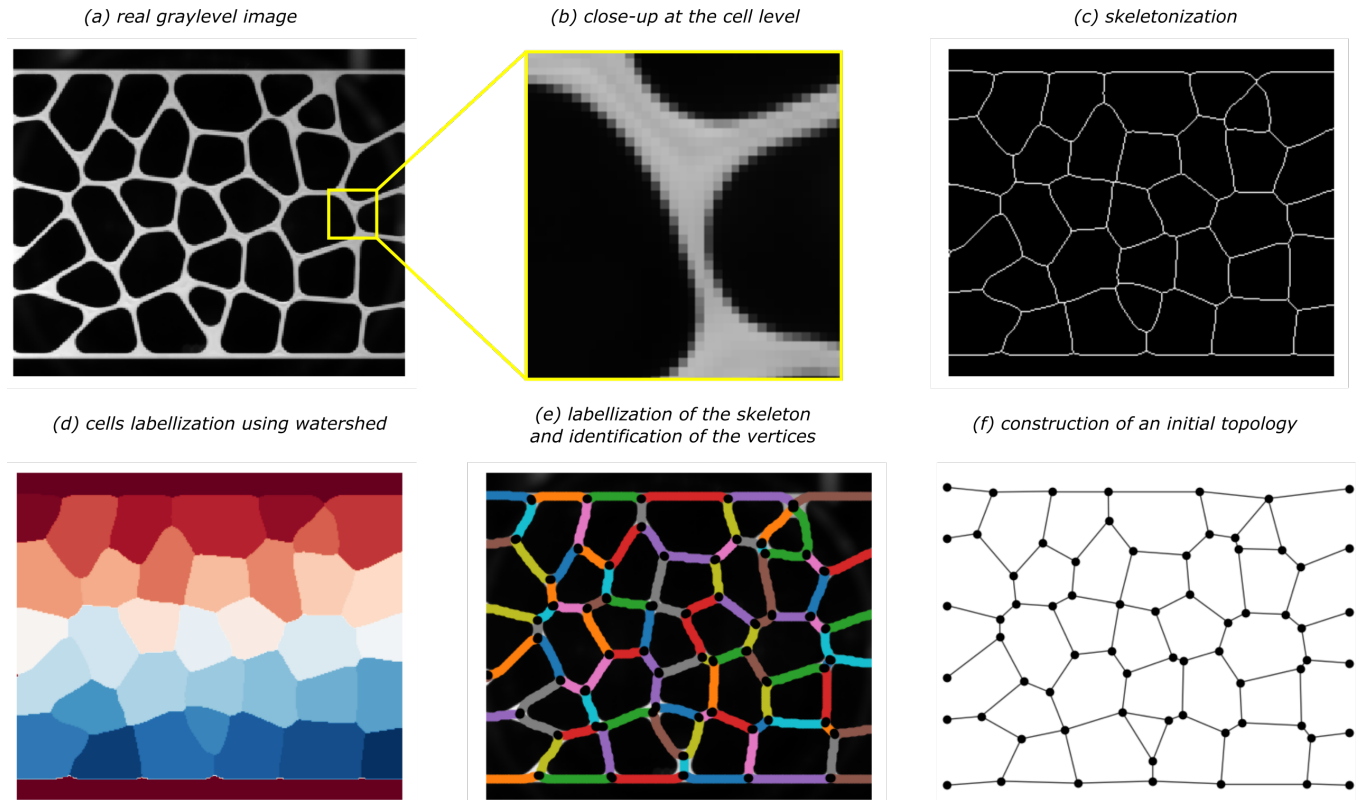 (a) real graylevel image
(b) close-up at the cell level
(c) skeletonization
(d) cells labellization using watershed
(e) labellization of the skeleton
and identification of the vertices
(f) construction of an initial topology